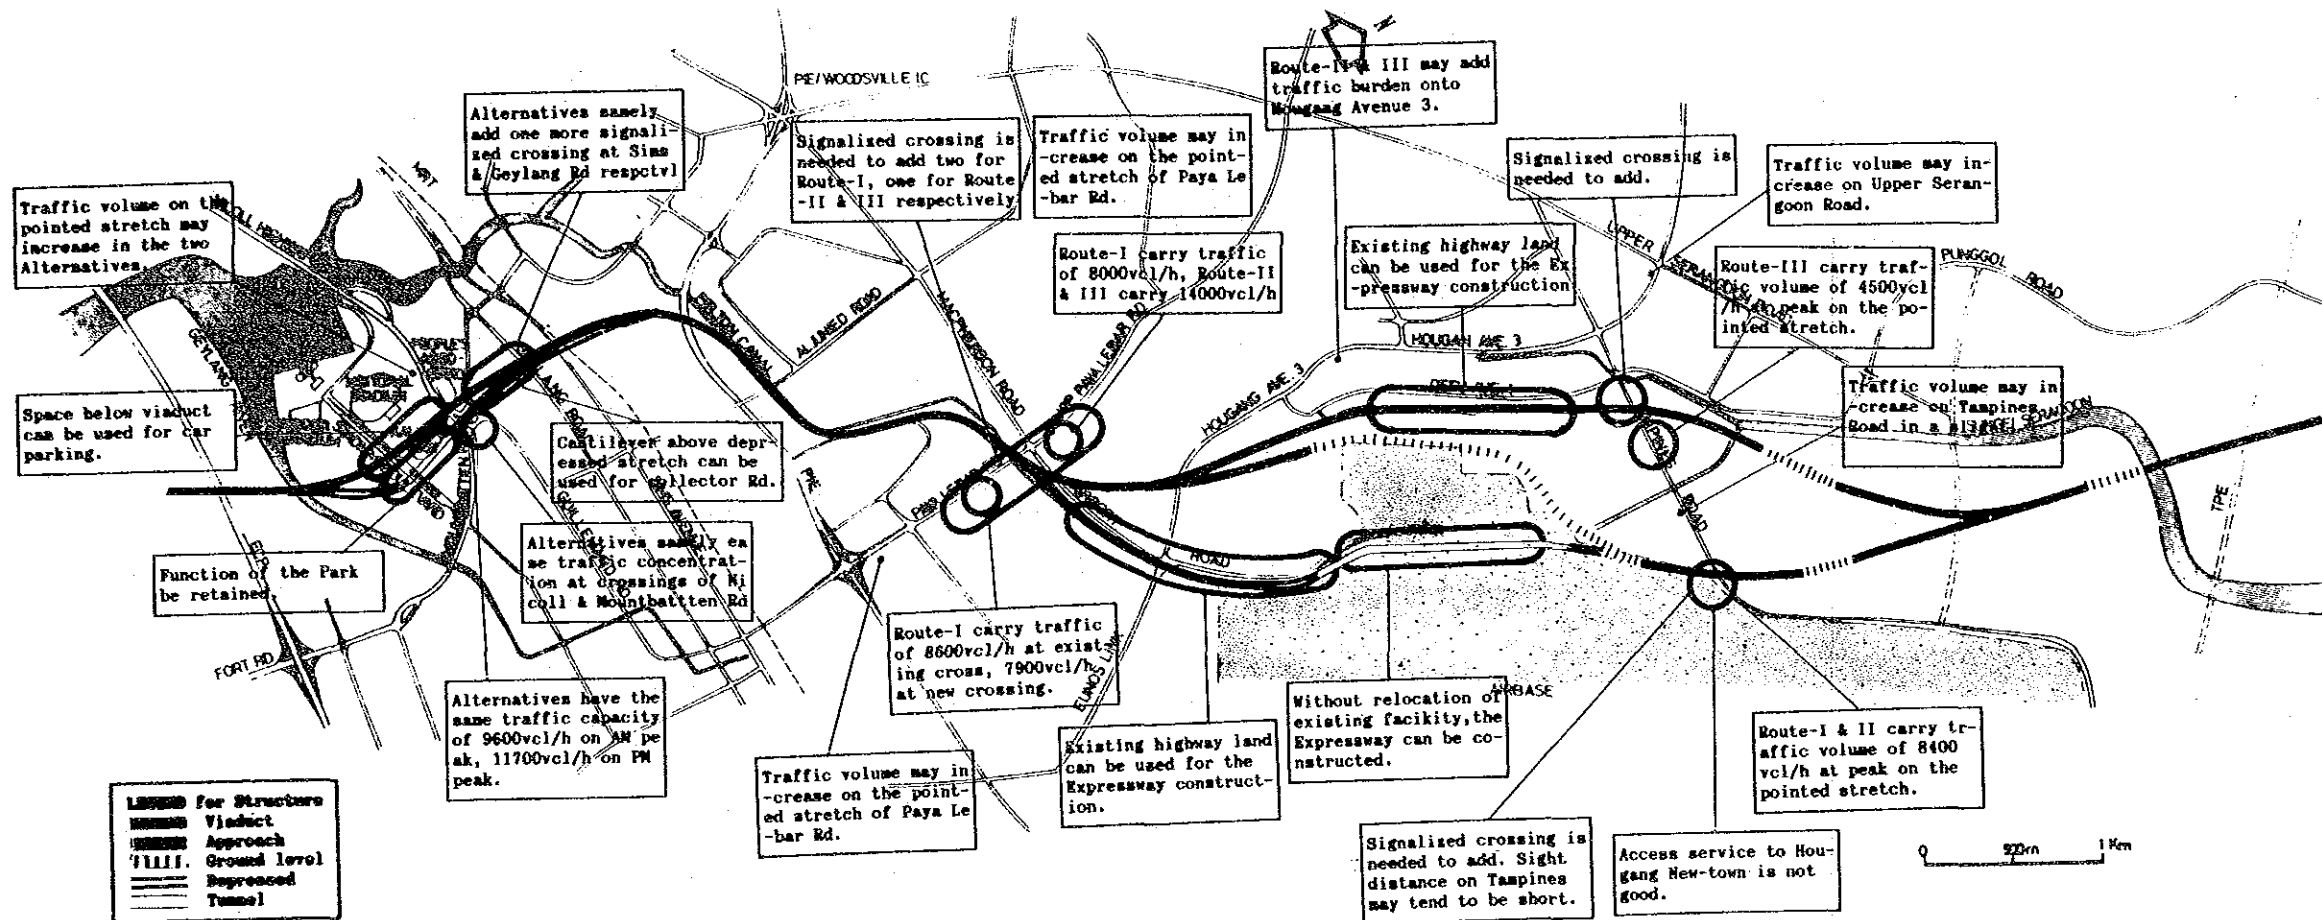 N
PIE/WOODSVILLE IC
Route-II & III may add
traffic burden onto
Hougang Avenue 3.
Alternatives namely
add one more signali-
zed crossing at Sims
& Geylang Rd respctvl
Signalized crossing is
needed to add two for
Route-I, one for Route
-II & III respectively
Traffic volume may in
-crease on the point-
ed stretch of Paya Le
-bar Rd.
Signalized crossing is
needed to add.
Traffic volume may in-
crease on Upper Seran-
goon Road.
MRT
Traffic volume on the
pointed stretch may
increase in the two
Alternatives.
Route-I carry traffic
of 8000vcl/h, Route-II
& III carry 14000vcl/h
Existing highway land
can be used for the Ex
-pressway construction
UPPER
Route-III carry traf-
fic volume of 4500vcl
/h at peak on the po-
inted stretch.
PUNGGOL ROAD
CANAL
ALJUNIED ROAD
MACPHERSON ROAD
HOUGAN AVE 3
HOUGANG AVE. 3
GEYLANG
NATIONAL
STADIUM
Space below viaduct
can be used for car
parking.
Cantilever above depr-
essed stretch can be
used for collector Rd.
Traffic volume may in
-crease on Tampines
Road in a slight.
PIE
ROAD
ROAD
TPE
Function of the Park
be retained.
Alternatives namely ea
se traffic concentrat-
ion at crossings of Ni
coll & Mountbattten Rd
Route-I carry traffic
of 8600vcl/h at exist
ing cross, 7900vcl/h
at new crossing.
FORT RD
EUNOS LINK
AIRBASE
Alternatives have the
same traffic capacity
of 9600vcl/h on AM pe
ak, 11700vcl/h on PM
peak.
Traffic volume may in
-crease on the point-
ed stretch of Paya Le
-bar Rd.
Existing highway land
can be used for the
Expressway construct-
ion.
Without relocation of
existing facikity,the
Expressway can be co-
nstructed.
Route-I & II carry tr-
affic volume of 8400
vcl/h at peak on the
pointed stretch.
Signalized crossing is
needed to add. Sight
distance on Tampines
may tend to be short.
Access service to Hou-
gang New-town is not
good.
LEGEND for Structure
Viaduct
Approach
Ground level
Depressed
Tunnel
0 500m 1 Km